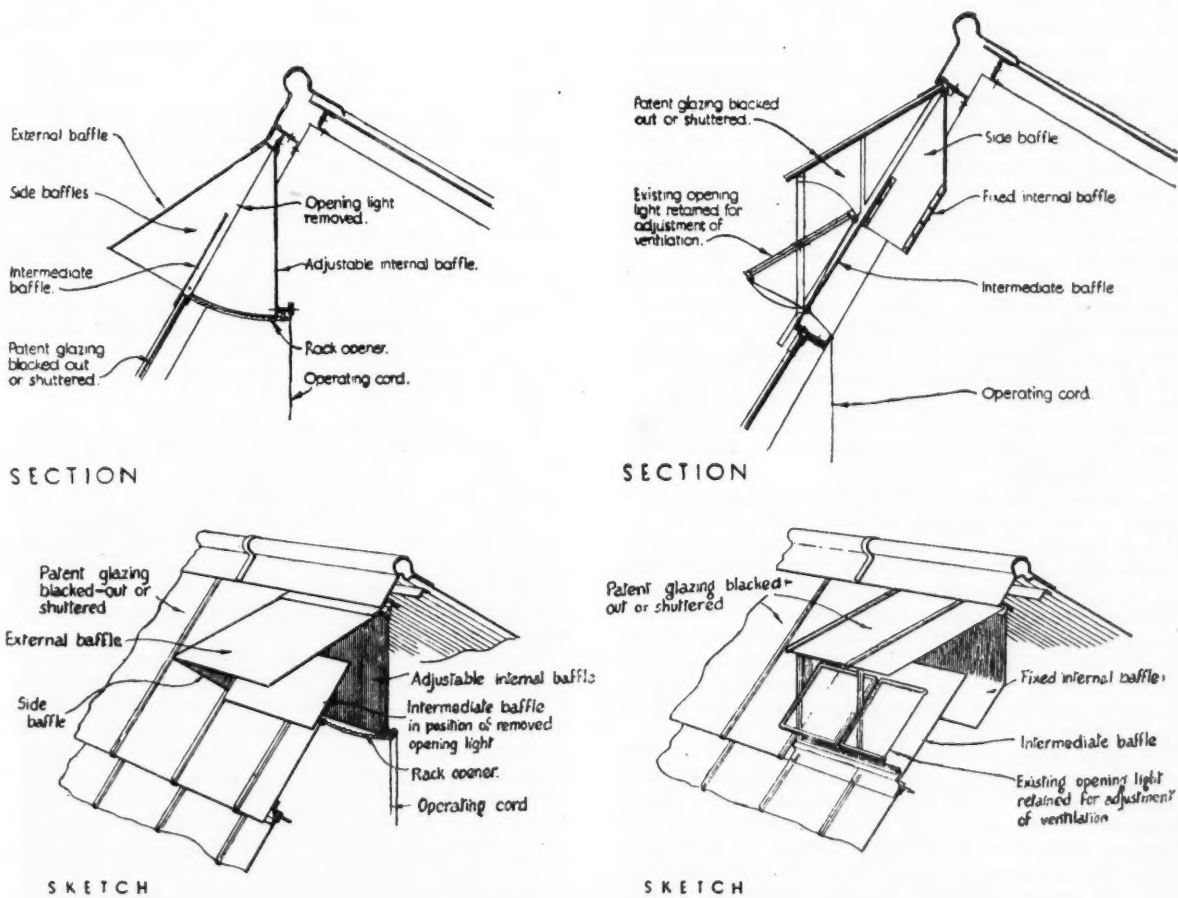 External baffle
Side baffles
Opening light
removed.
Intermediate
baffle.
Adjustable internal baffle.
Patent glazing
blacked out
or shuttered.
Rack opener.
Operating cord.
SECTION
Patent glazing blacked
out or shuttered.
Side baffle
Existing opening
light retained for
adjustment of
ventilation.
Fixed internal baffle
Intermediate baffle
Operating cord
SECTION
Patent glazing
blacked-out or
shuttered
External baffle
Side
baffle
Adjustable internal baffle
Intermediate baffle
in position of removed
opening light
Rack opener.
Operating cord
SKETCH
Patent glazing blacked-
out or shuttered
Fixed internal baffle
Intermediate baffle
Existing opening light
retained for adjustment
of ventilation
SKETCH